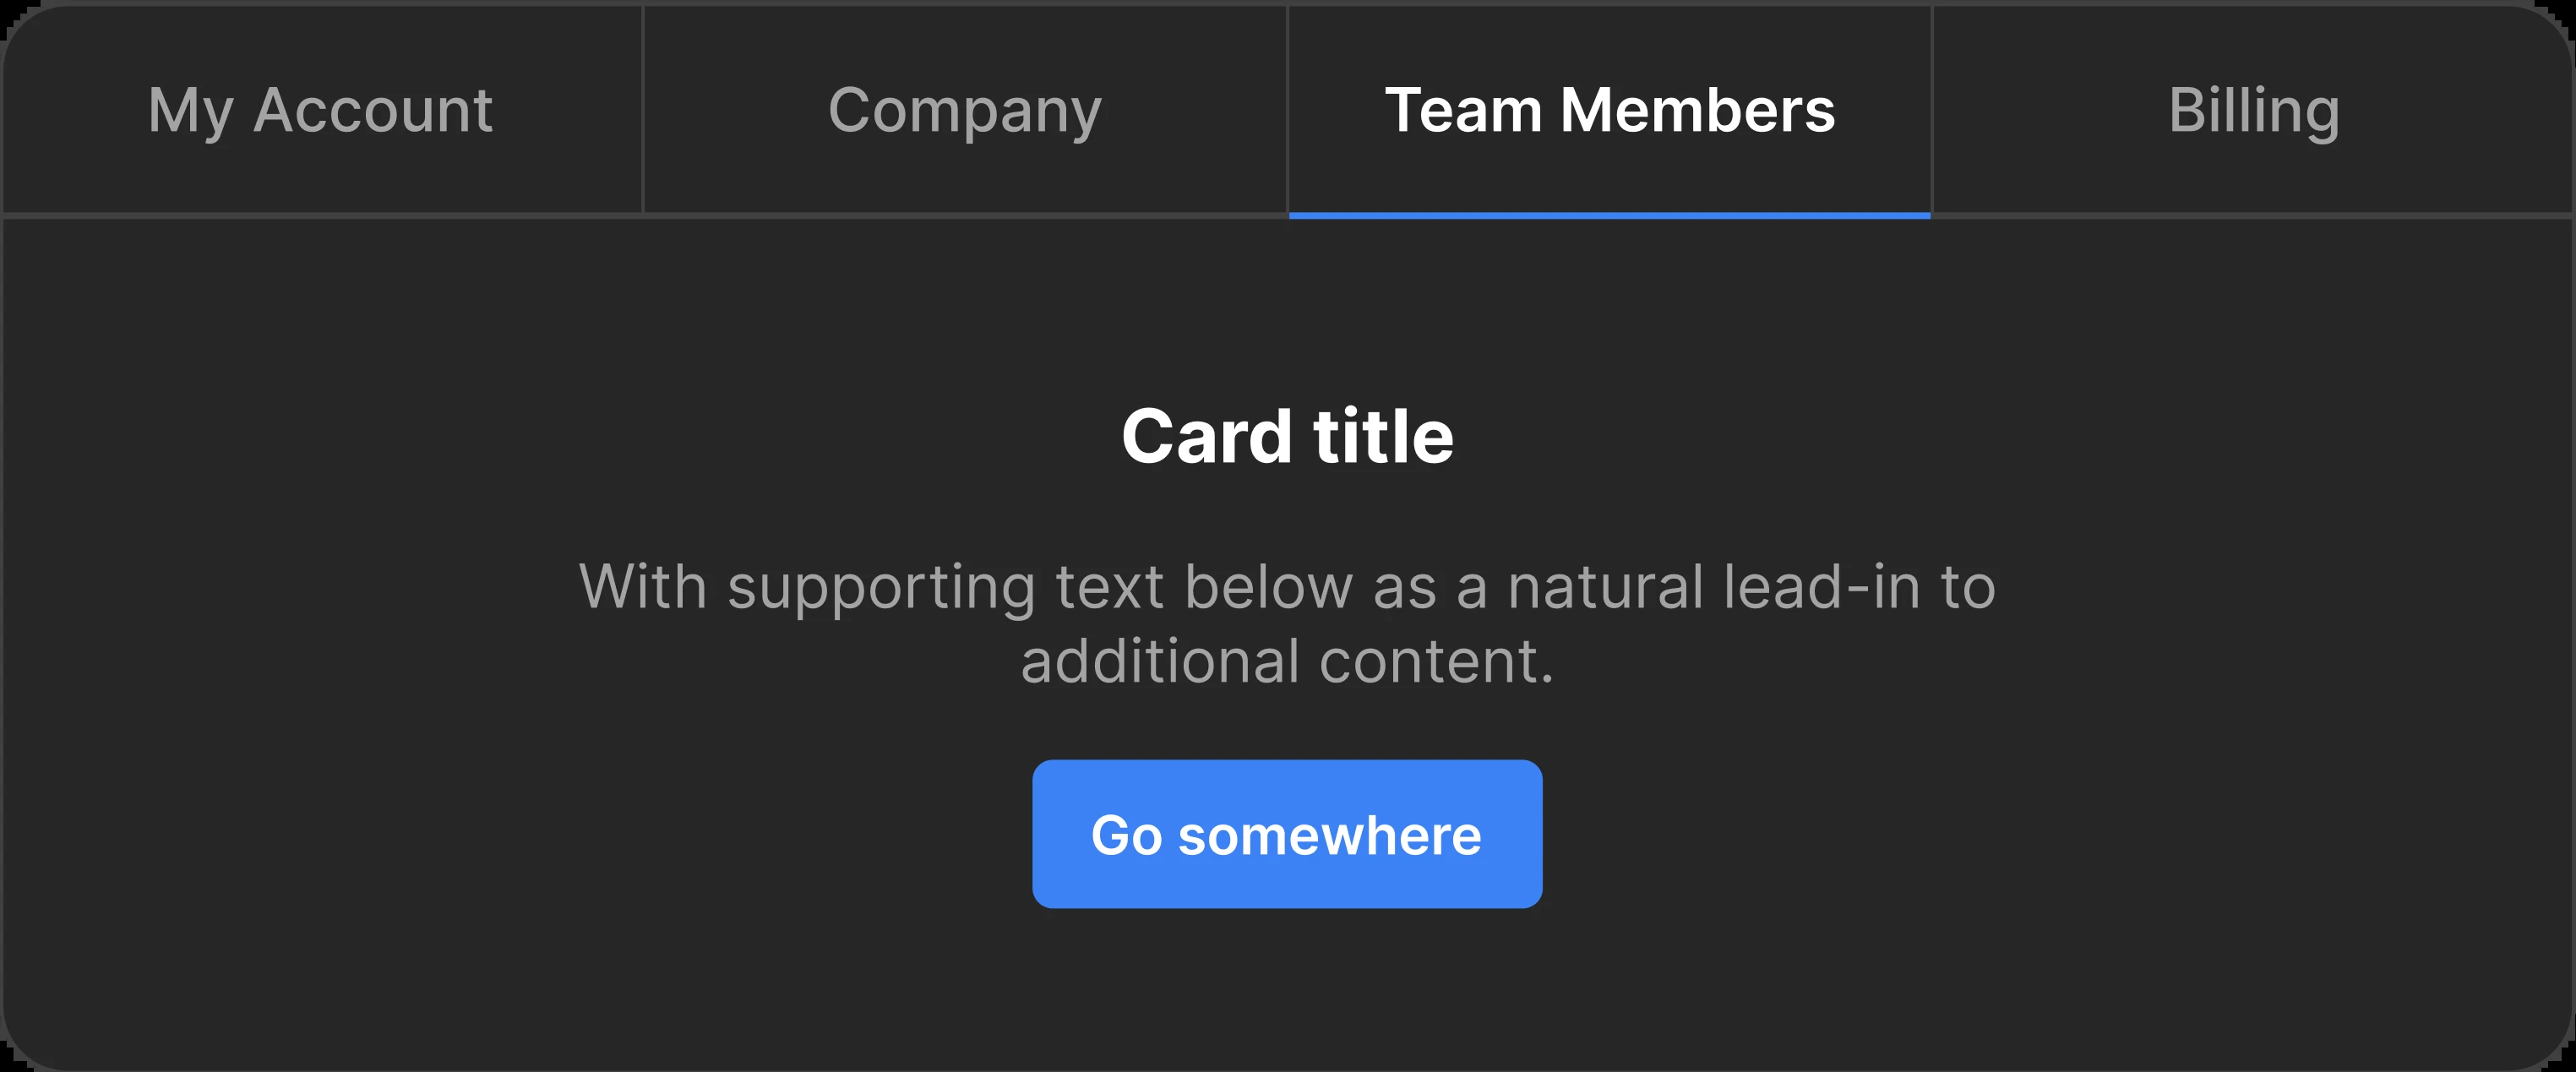 My Account
Company
Team Members
Billing
Card title
With supporting text below as a natural lead-in to
additional content.
Go somewhere